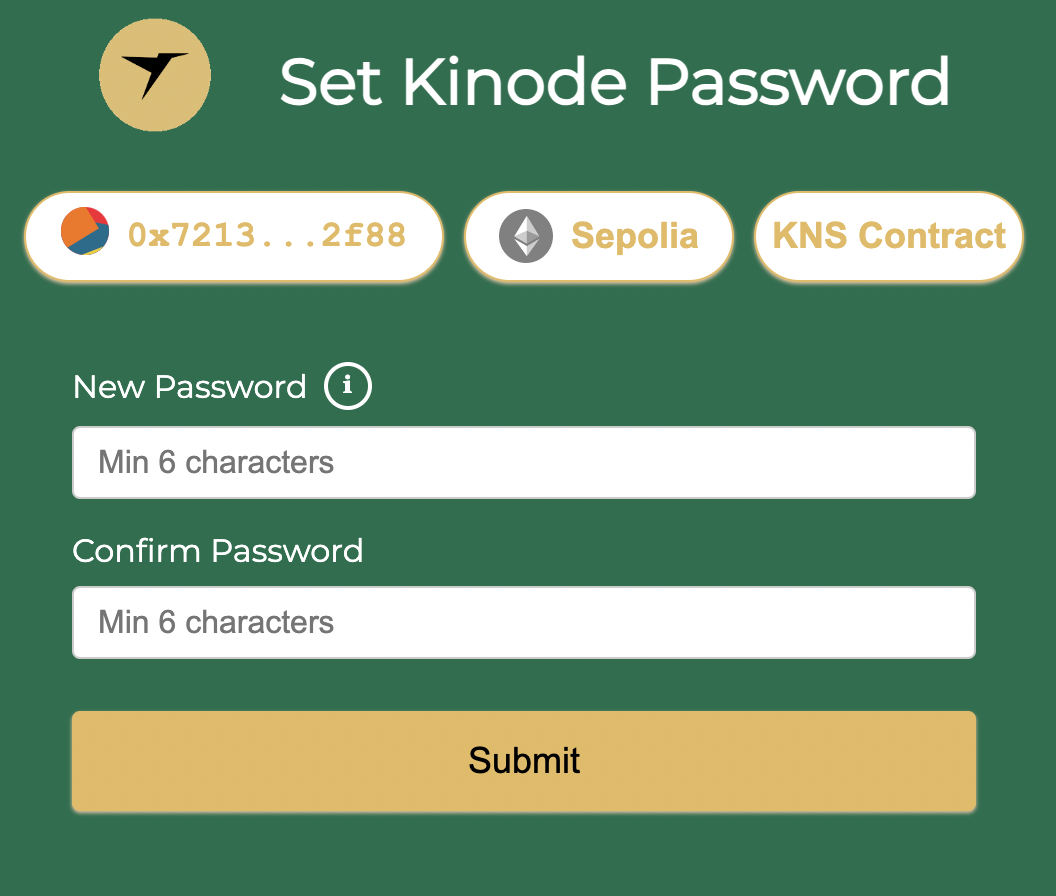 Set Kinode Password
0x7213...2f88 Sepolia KNS Contract
New Password i
Min 6 characters
Confirm Password
Min 6 characters
Submit